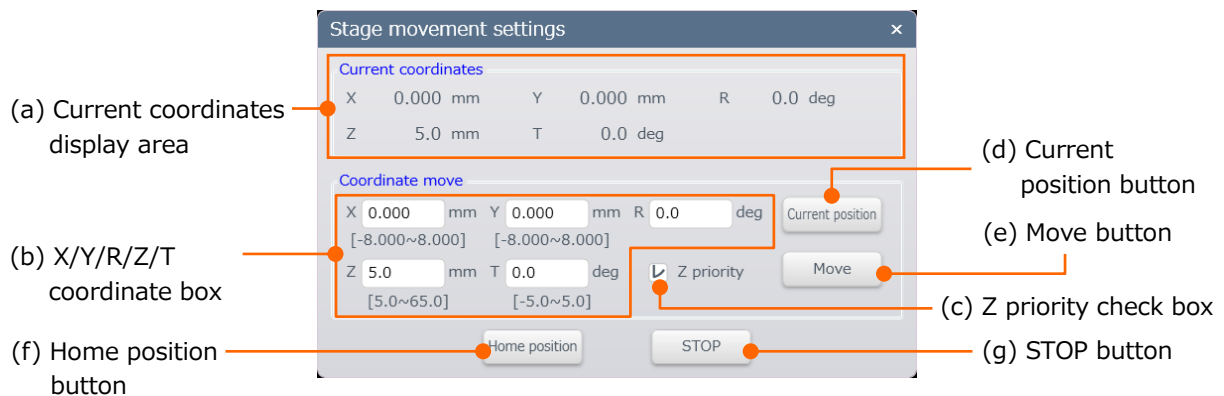 Stage movement settings ×
Current coordinates
X 0.000 mm Y 0.000 mm R 0.0 deg
Z 5.0 mm T 0.0 deg
(a) Current coordinates
display area
Coordinate move
X 0.000 mm Y 0.000 mm R 0.0 deg Current position
[-8.000~8.000] [-8.000~8.000]
Z 5.0 mm T 0.0 deg Z priority Move
[5.0~65.0] [-5.0~5.0]
Home position STOP
(b) X/Y/R/Z/T
coordinate box
(f) Home position
button
(d) Current
position button
(e) Move button
(c) Z priority check box
(g) STOP button